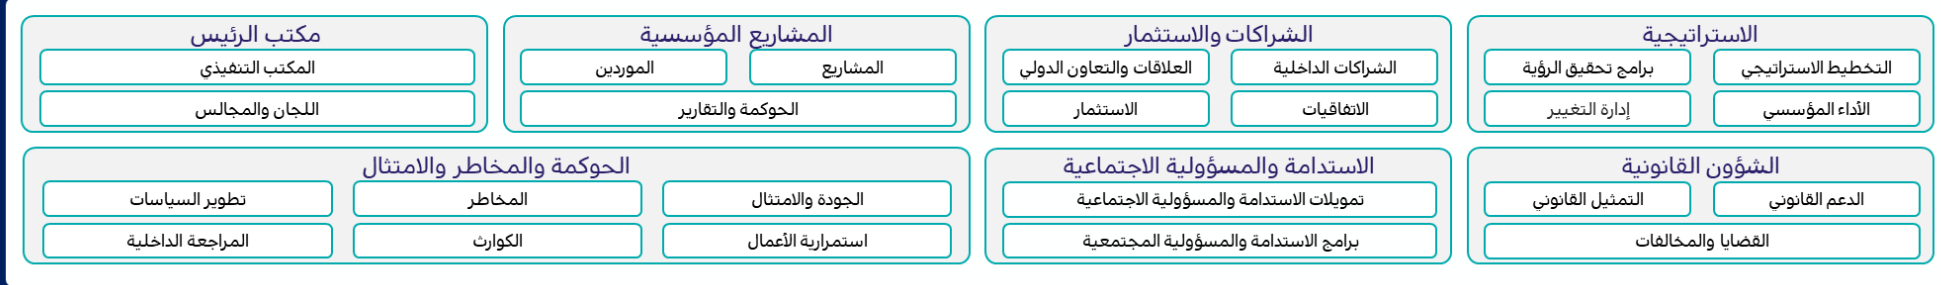 الاستراتيجية
التخطيط الاستراتيجي
برامج تحقيق الرؤية
الأداء المؤسسي
إدارة التغيير
الشراكات والاستثمار
الشراكات الداخلية
العلاقات والتعاون الدولي
الاتفاقيات
الاستثمار
المشاريع المؤسسية
المشاريع
الموردين
الحوكمة والتقارير
مكتب الرئيس
المكتب التنفيذي
اللجان والمجالس
الشؤون القانونية
الدعم القانوني
التمثيل القانوني
القضايا والمخالفات
الاستدامة والمسؤولية الاجتماعية
تمويلات الاستدامة والمسؤولية الاجتماعية
برامج الاستدامة والمسؤولية المجتمعية
الحوكمة والمخاطر والامتثال
الجودة والامتثال
المخاطر
تطوير السياسات
استمرارية الأعمال
الكوارث
المراجعة الداخلية